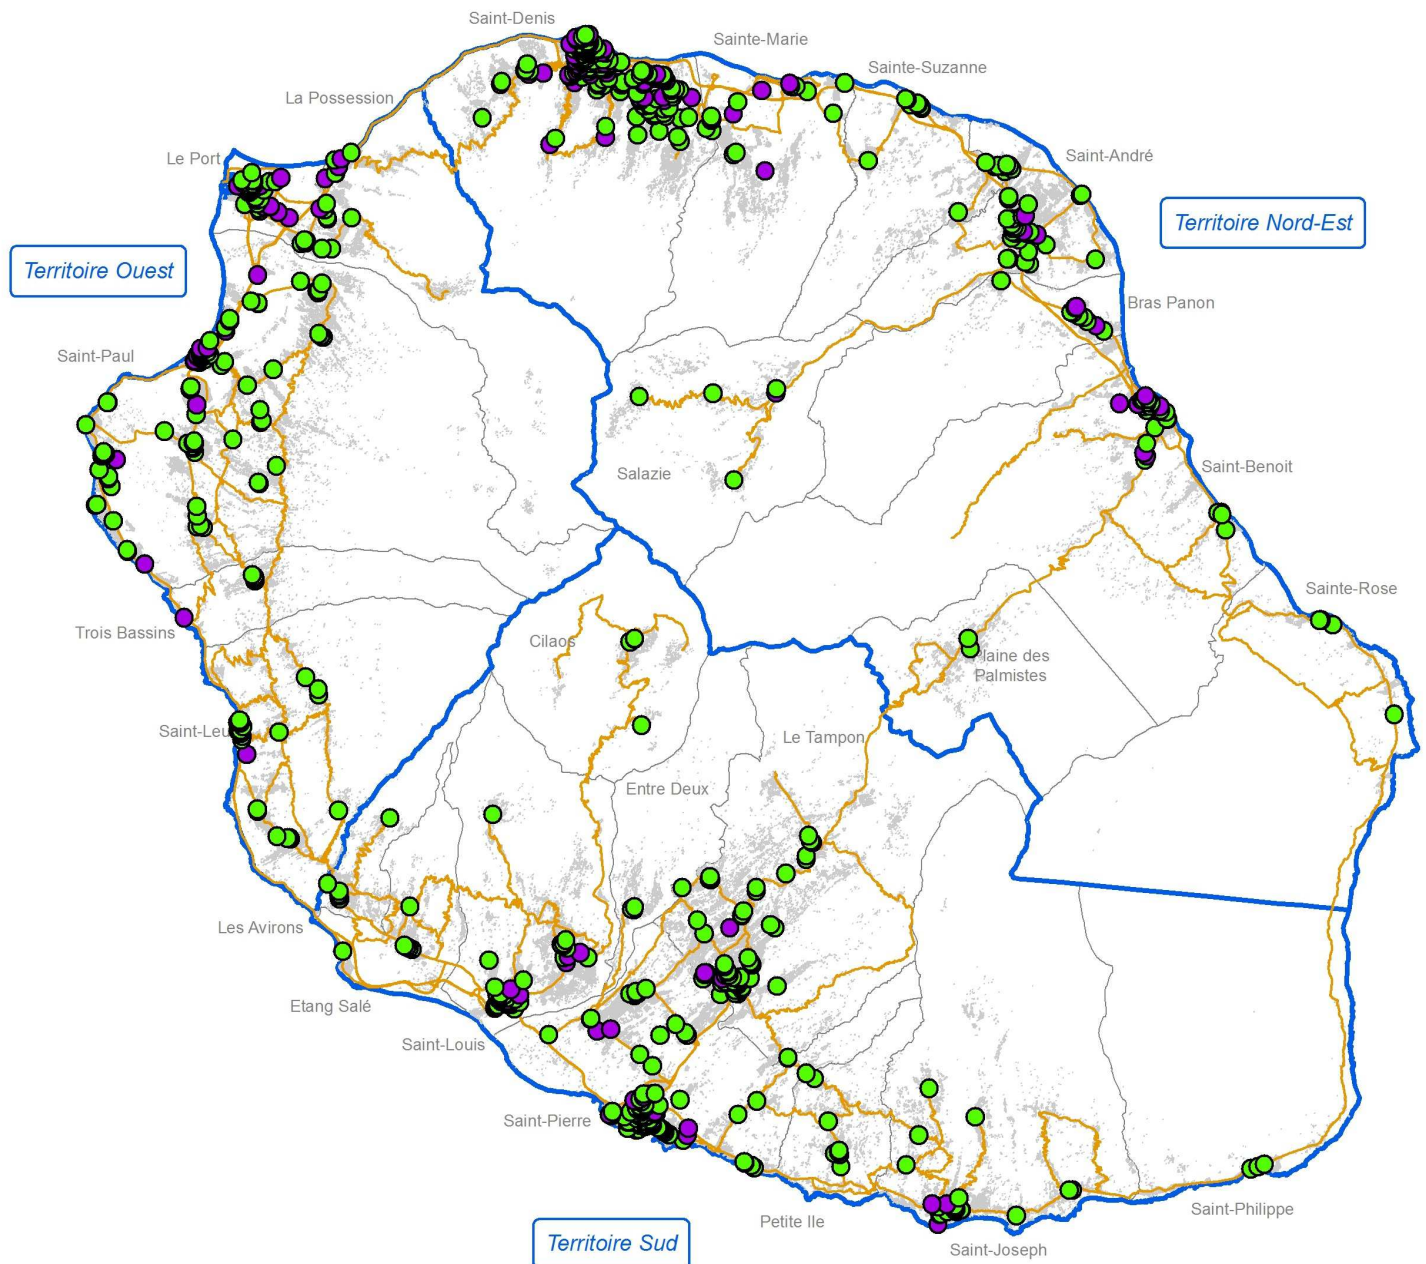 Saint-Denis
Sainte-Marie
Sainte-Suzanne
La Possession
Le Port
Saint-André
Territoire Nord-Est
Territoire Ouest
Bras Panon
Saint-Paul
Salazie
Saint-Benoit
Sainte-Rose
Trois Bassins
Cilaos
Plaine des
Palmistes
Saint-Leu
Le Tampon
Entre Deux
Les Avirons
Etang Salé
Saint-Louis
Saint-Pierre
Saint-Philippe
Petite Ile
Territoire Sud
Saint-Joseph